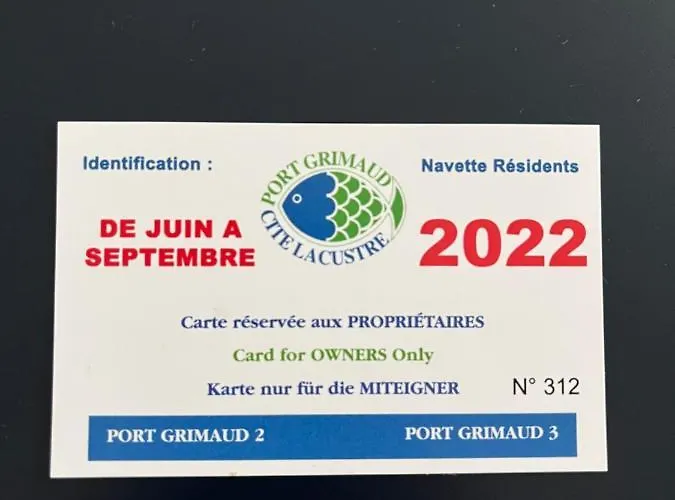 Identification :
PORT GRIMAUD
CITE LACUSTRE
Navette Résidents
DE JUIN A
SEPTEMBRE
2022
Carte réservée aux PROPRIÉTAIRES
Card for OWNERS Only
Karte nur für die MITEIGNER
N° 312
PORT GRIMAUD 2
PORT GRIMAUD 3